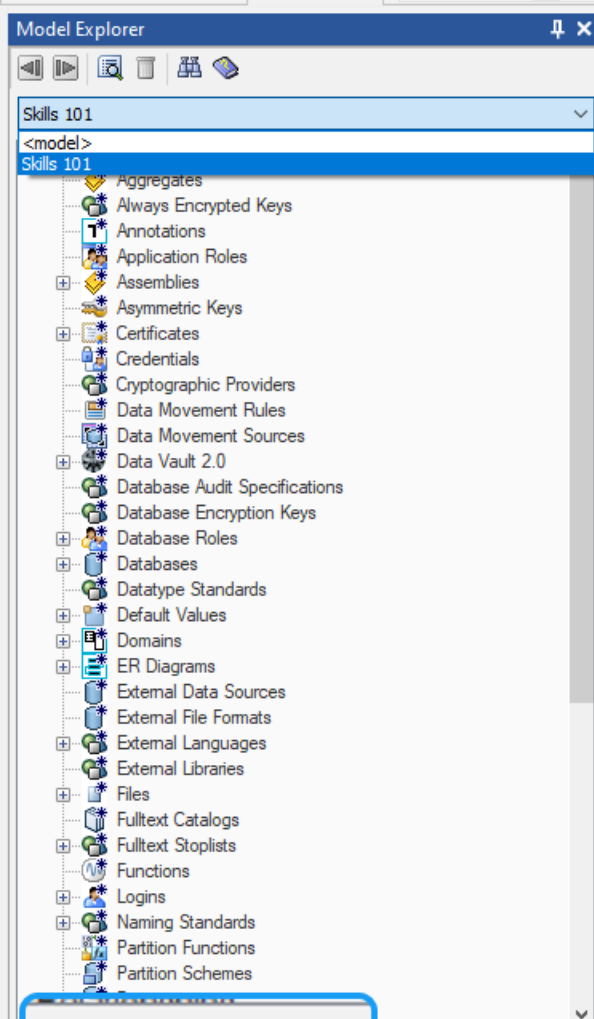 Model Explorer
Skills 101
<model>
Skills 101
Aggregates
Always Encrypted Keys
Annotations
Application Roles
Assemblies
Asymmetric Keys
Certificates
Credentials
Cryptographic Providers
Data Movement Rules
Data Movement Sources
Data Vault 2.0
Database Audit Specifications
Database Encryption Keys
Database Roles
Databases
Datatype Standards
Default Values
Domains
ER Diagrams
External Data Sources
External File Formats
External Languages
External Libraries
Files
Fulltext Catalogs
Fulltext Stoplists
Functions
Logins
Naming Standards
Partition Functions
Partition Schemes